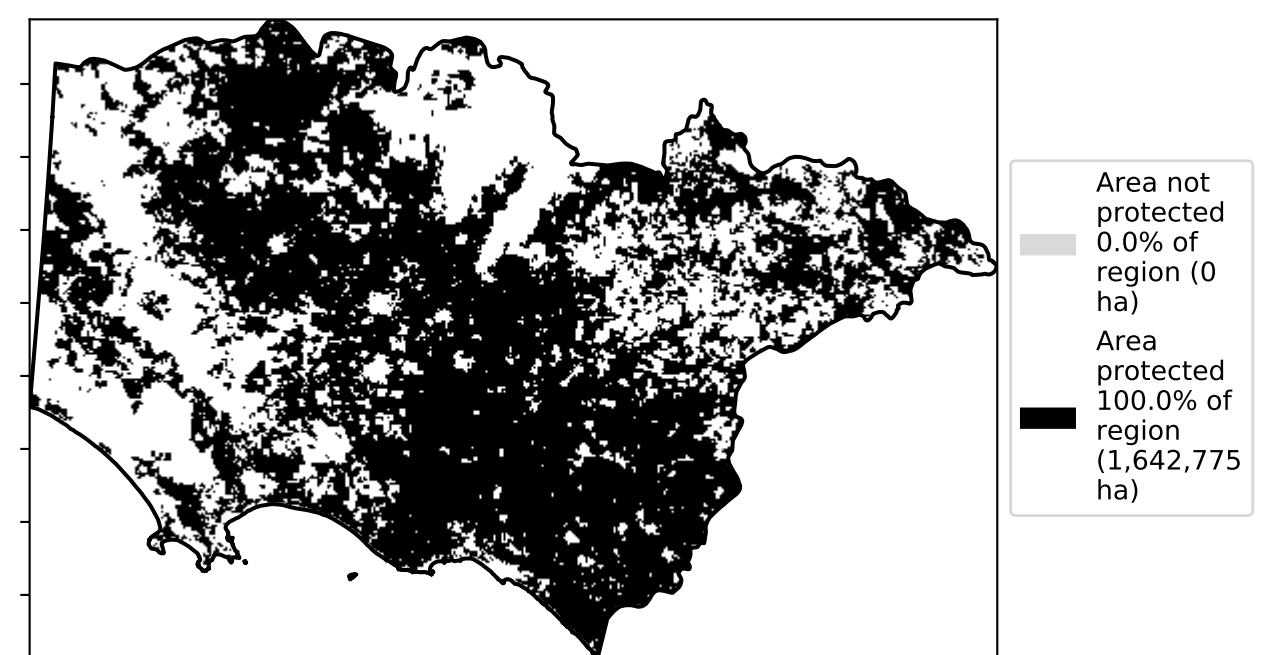 Area not
protected
0.0% of
region (0
ha)
Area
protected
100.0% of
region
(1,642,775
ha)